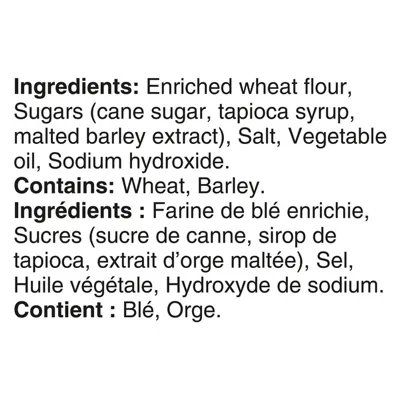 Ingredients: Enriched wheat flour,
Sugars (cane sugar, tapioca syrup,
malted barley extract), Salt, Vegetable
oil, Sodium hydroxide.
Contains: Wheat, Barley.
Ingrédients : Farine de blé enrichie,
Sucres (sucre de canne, sirop de
tapioca, extrait d’orge maltée), Sel,
Huile végétale, Hydroxyde de sodium.
Contient : Blé, Orge.